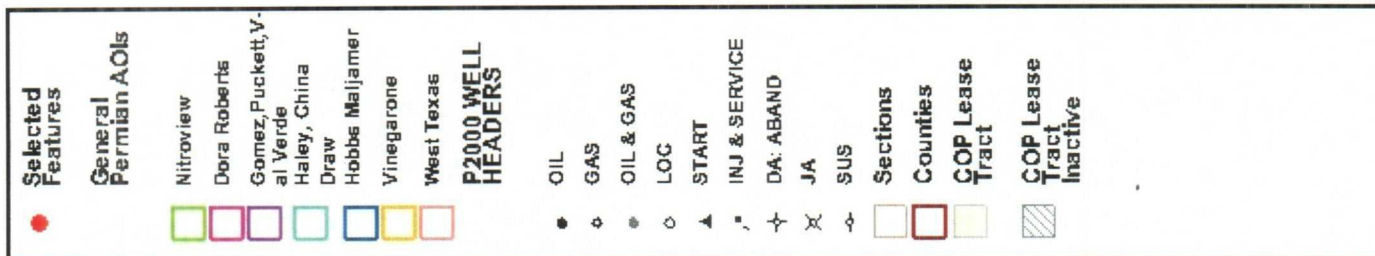 Selected
Features
General
Permian AOIs
Nitroview
Dora Roberts
Gomez, Puckett, V-
al Verde
Haley, China
Draw
Hobbs Maljamer
Vinegarone
West Texas
P2000 WELL
HEADERS
OIL
GAS
OIL & GAS
LOC
START
INJ & SERVICE
DA: ABAND
JA
SUS
Sections
Counties
COP Lease
Tract
COP Lease
Tract
Inactive